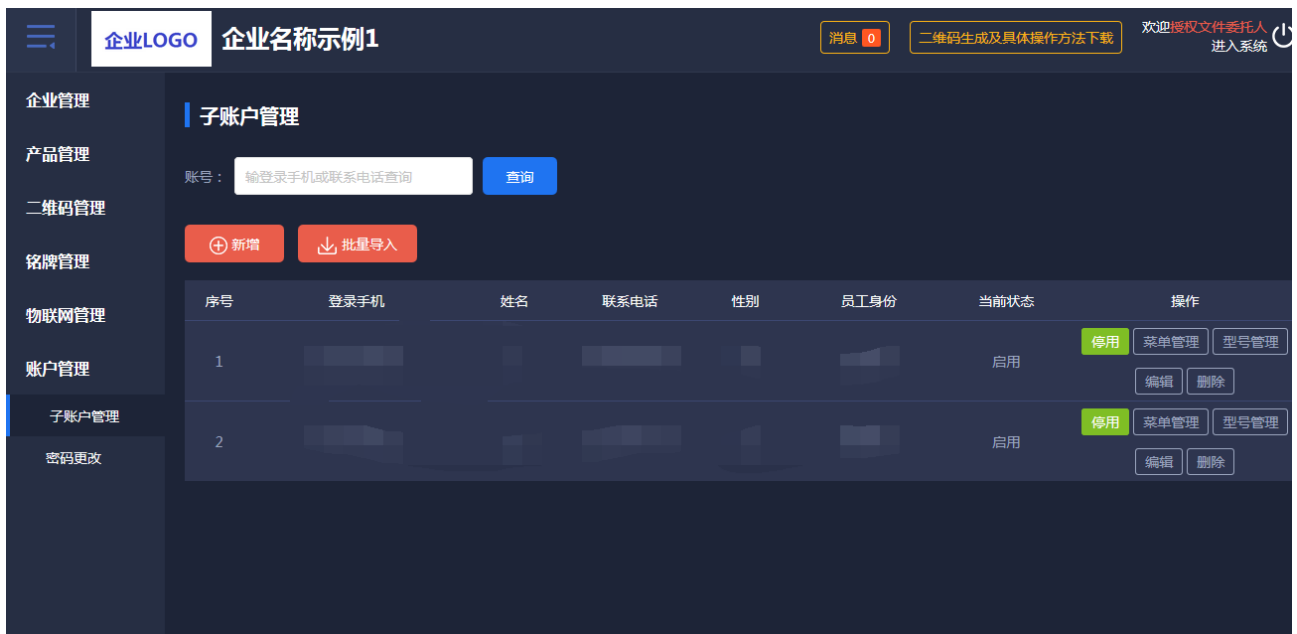 企业LOGO 企业名称示例1 消息 0 二维码生成及具体操作方法下载 欢迎授权文件委托人
进入系统
企业管理
产品管理
二维码管理
铭牌管理
物联网管理
账户管理
子账户管理
密码更改
子账户管理
账号： 输登录手机或联系电话查询 查询
新增 批量导入
序号 登录手机 姓名 联系电话 性别 员工身份 当前状态 操作
1 启用 停用 菜单管理 型号管理
编辑 删除
2 启用 停用 菜单管理 型号管理
编辑 删除